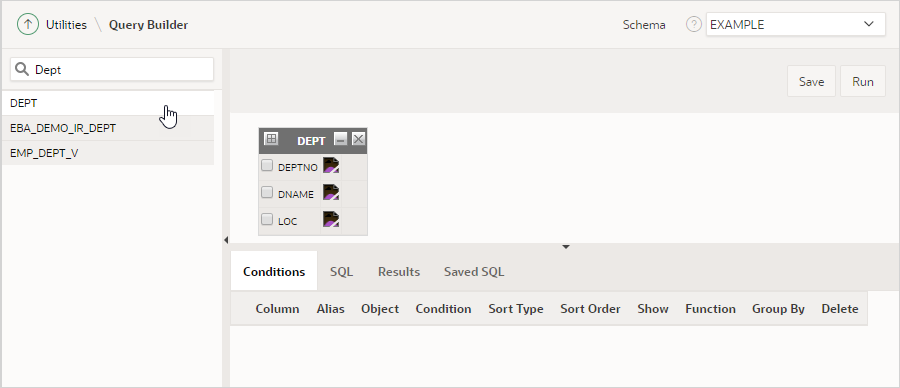 Utilities \ Query Builder
Schema ? EXAMPLE
Dept
Save Run
DEPT
EBA_DEMO_IR_DEPT
EMP_DEPT_V
DEPT
DEPTNO
DNAME
LOC
Conditions SQL Results Saved SQL
Column Alias Object Condition Sort Type Sort Order Show Function Group By Delete